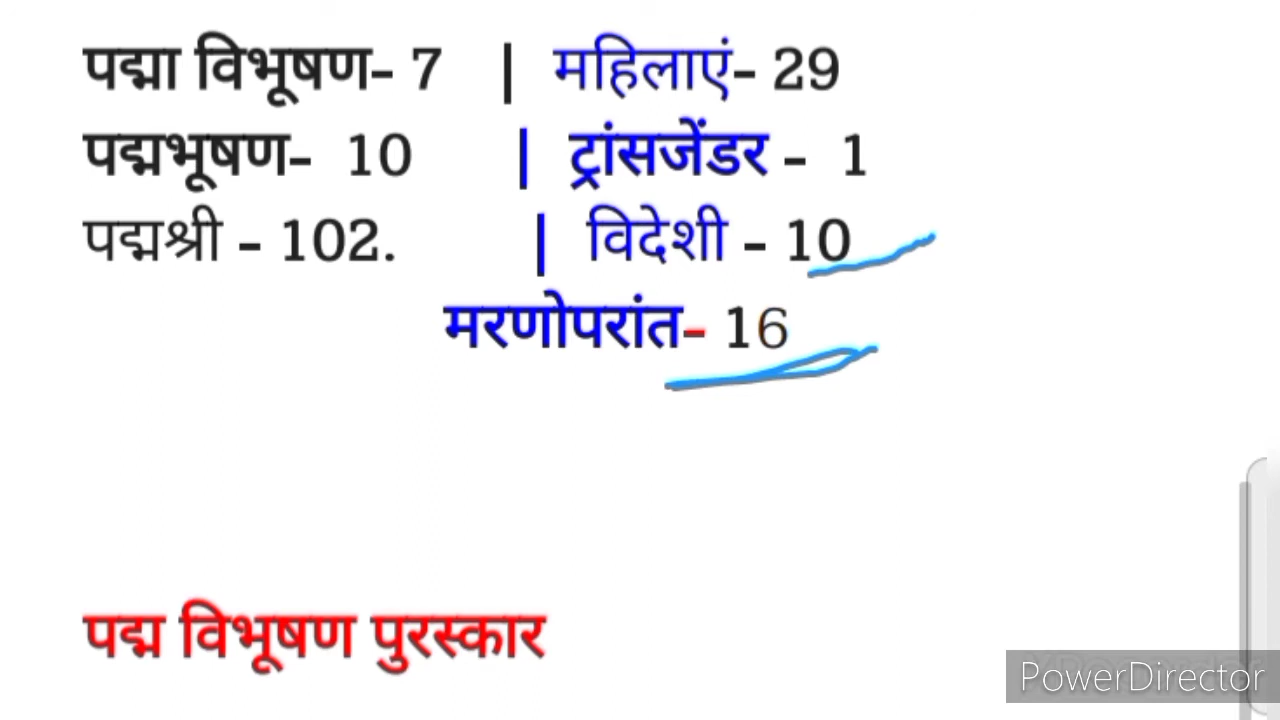 पद्मा विभूषण- 7 | महिलाएं- 29
पद्मभूषण- 10 | ट्रांसजेंडर - 1
पद्मश्री - 102. | विदेशी - 10
मरणोपरांत- 16
पद्म विभूषण पुरस्कार
PowerDirector